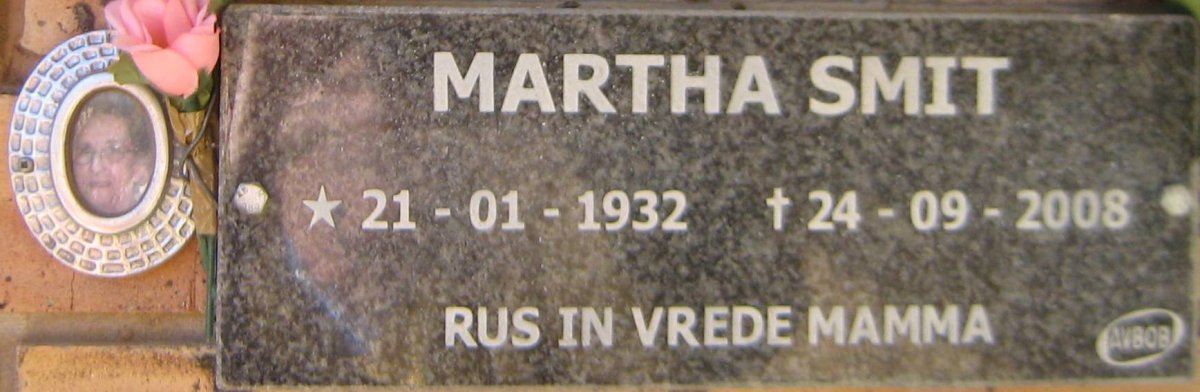 MARTHA SMIT
★ 21 - 01 - 1932 † 24 - 09 - 2008
RUS IN VREDE MAMMA
AVBOB